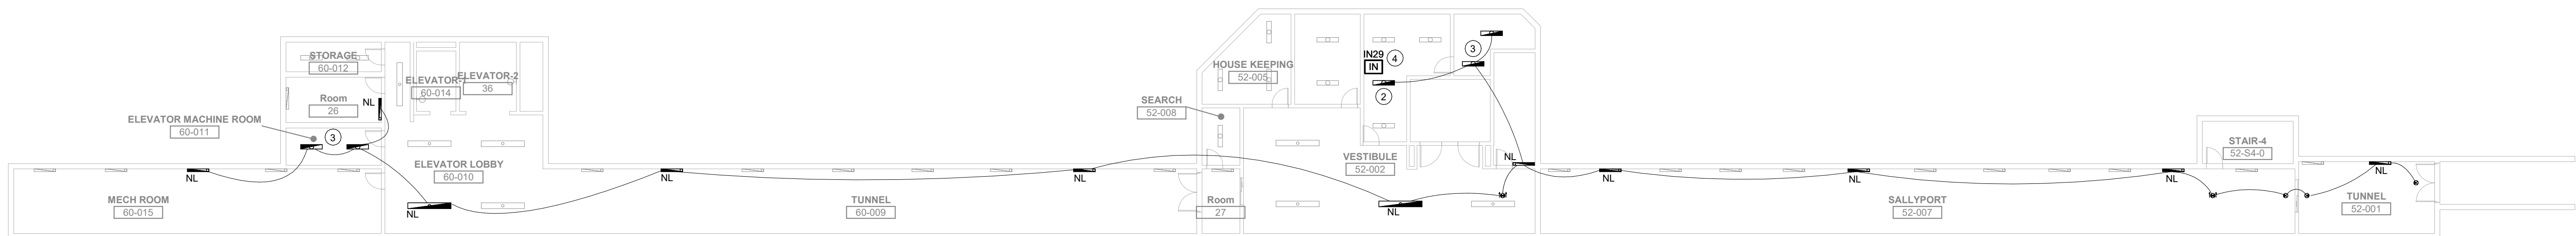 STORAGE
60-012
Room
26
NL
ELEVATOR MACHINE ROOM
60-011
3
NL
MECH ROOM
60-015
ELEVATOR-1
60-014
ELEVATOR-2
36
ELEVATOR LOBBY
60-010
NL
NL
TUNNEL
60-009
NL
SEARCH
52-008
Room
27
HOUSE KEEPING
52-005
IN29
IN
4
2
3
VESTIBULE
52-002
NL
NL
NL
NL
SALLYPORT
52-007
NL
STAIR-4
52-S4-0
NL
TUNNEL
52-001